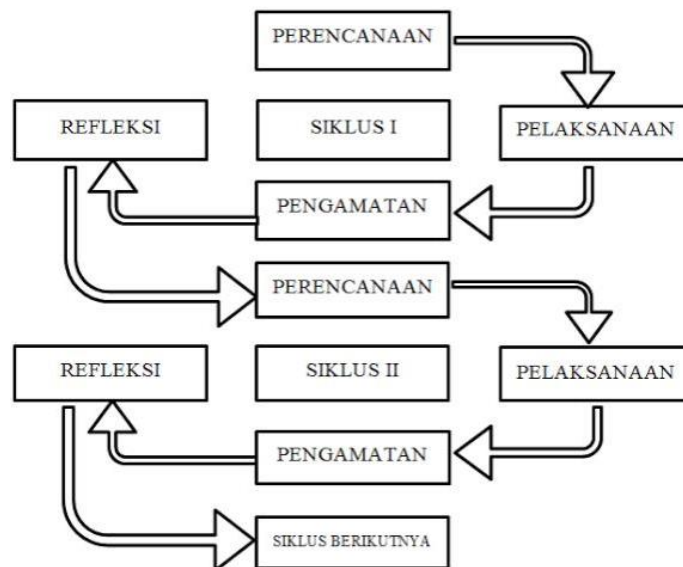 PERENCANAAN
REFLEKSI
SIKLUS I
PELAKSANAAN
PENGAMATAN
PERENCANAAN
REFLEKSI
SIKLUS II
PELAKSANAAN
PENGAMATAN
SIKLUS BERIKUTNYA